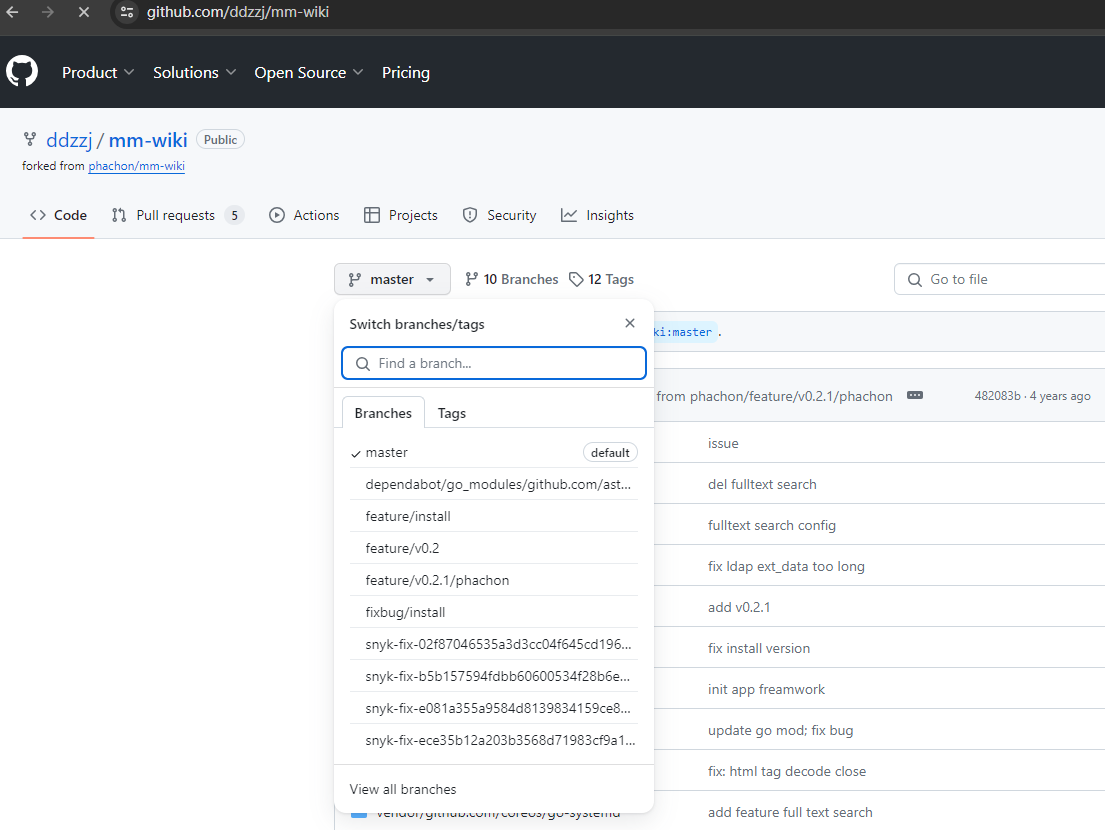 github.com/ddzzj/mm-wiki
Product Solutions Open Source Pricing
ddzzj / mm-wiki Public
forked from phachon/mm-wiki
Code Pull requests 5 Actions Projects Security Insights
master 10 Branches 12 Tags Go to file
Switch branches/tags
ki:master .
Find a branch...
from phachon/feature/v0.2.1/phachon 482083b · 4 years ago
Branches Tags
issue
master default
dependabot/go_modules/github.com/ast...
del fulltext search
feature/install
fulltext search config
feature/v0.2
fix ldap ext_data too long
feature/v0.2.1/phachon
add v0.2.1
fixbug/install
snyk-fix-02f87046535a3d3cc04f645cd196...
fix install version
snyk-fix-b5b157594fdbb60600534f28b6e...
init app freamwork
snyk-fix-e081a355a9584d8139834159ce8...
update go mod; fix bug
snyk-fix-ece35b12a203b3568d71983cf9a1...
fix: html tag decode close
View all branches
vendor/github.com/coreos/go-systemd
add feature full text search